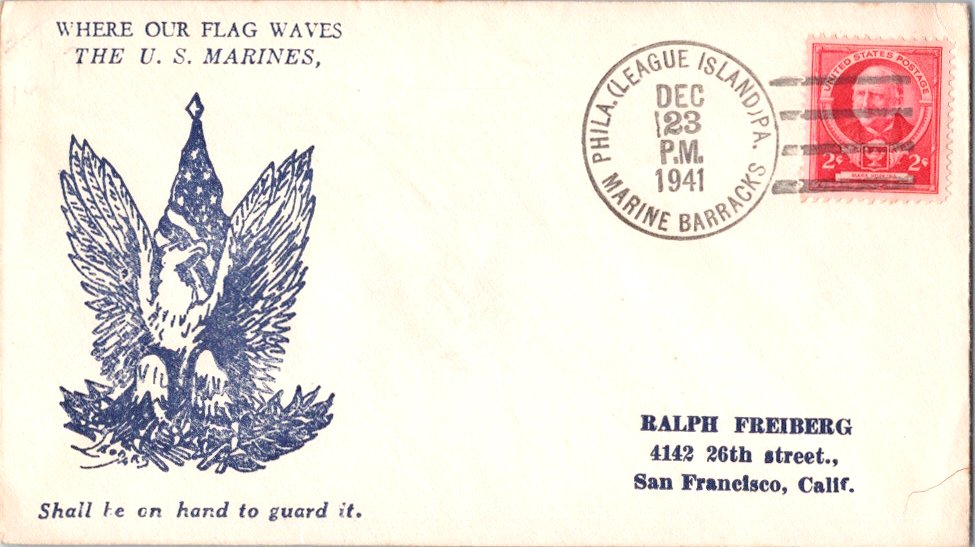 WHERE OUR FLAG WAVES
THE U. S. MARINES,
Shall be on hand to guard it.
PHILA. (LEAGUE ISLAND) PA.
DEC
23
P.M.
1941
MARINE BARRACKS
UNITED STATES POSTAGE
2¢ 2¢
RALPH FREIBERG
4142 26th street.,
San Francisco, Calif.